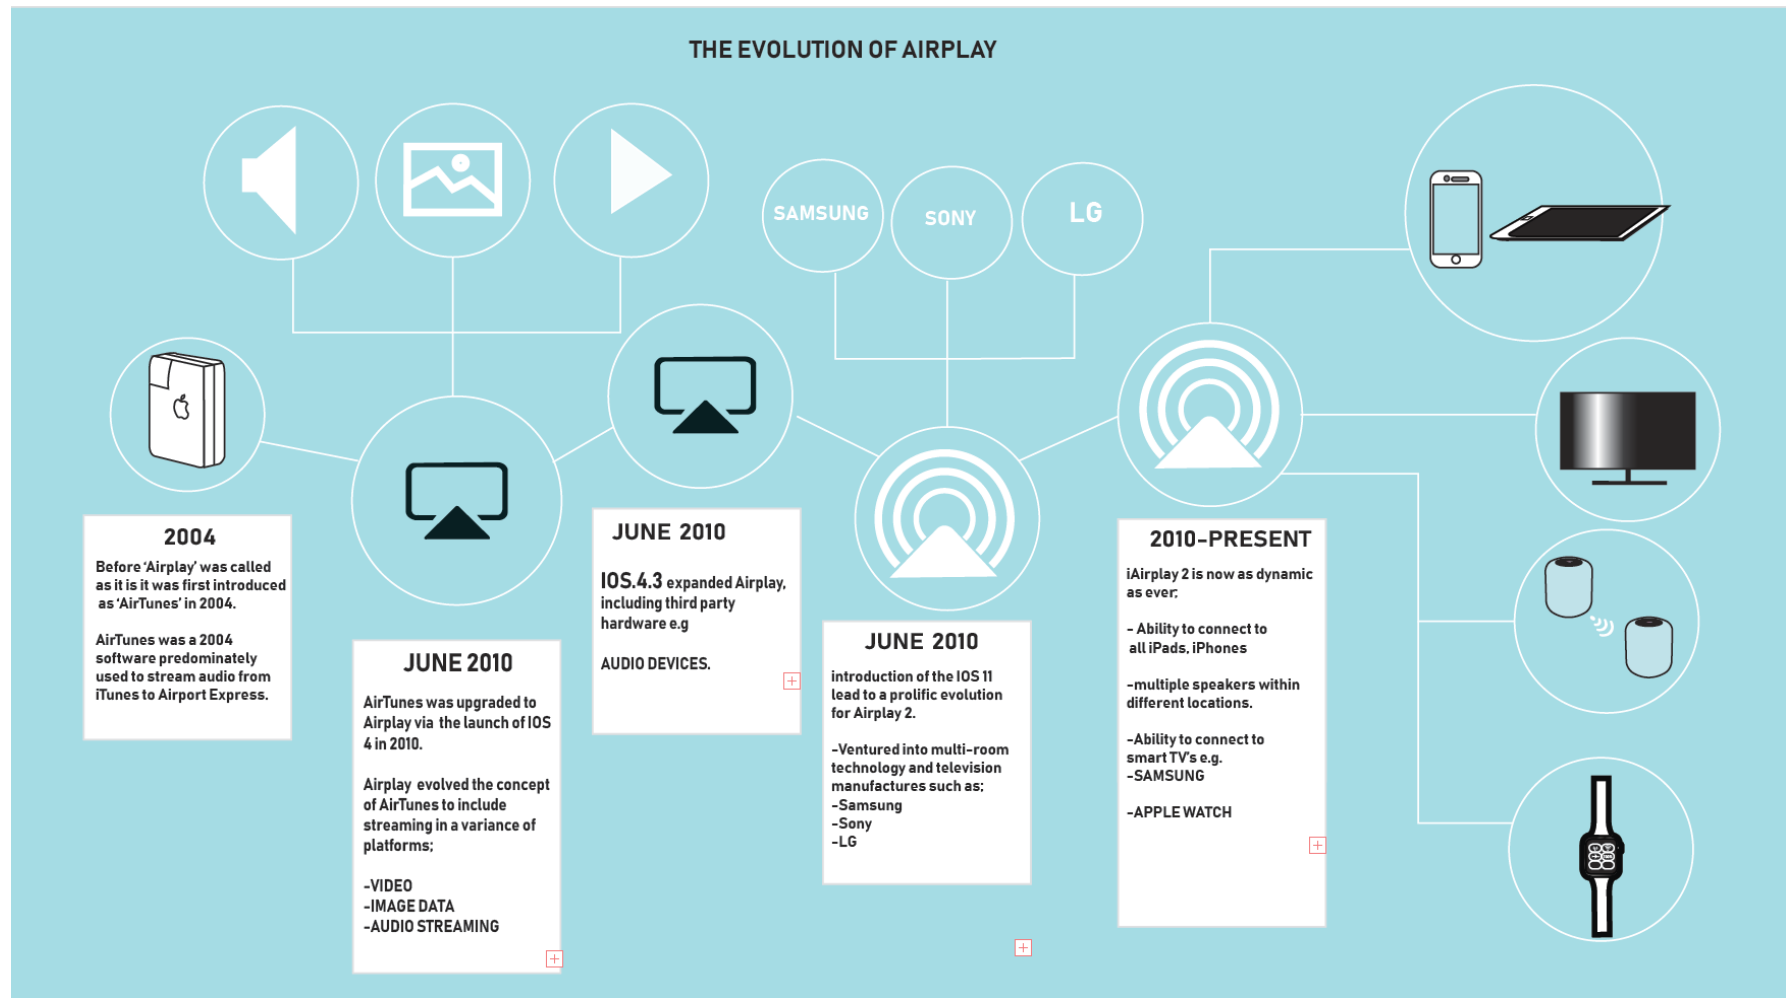 THE EVOLUTION OF AIRPLAY
SAMSUNG
SONY
LG
2004
Before ‘Airplay’ was called
as it is it was first introduced
as ‘AirTunes’ in 2004.
AirTunes was a 2004
software predominately
used to stream audio from
iTunes to Airport Express.
JUNE 2010
AirTunes was upgraded to
Airplay via the launch of IOS
4 in 2010.
Airplay evolved the concept
of AirTunes to include
streaming in a variance of
platforms;
-VIDEO
-IMAGE DATA
-AUDIO STREAMING
JUNE 2010
IOS.4.3 expanded Airplay,
including third party
hardware e.g
AUDIO DEVICES.
JUNE 2010
introduction of the IOS 11
lead to a prolific evolution
for Airplay 2.
-Ventured into multi-room
technology and television
manufactures such as;
-Samsung
-Sony
-LG
2010-PRESENT
iAirplay 2 is now as dynamic
as ever;
- Ability to connect to
all iPads, iPhones
-multiple speakers within
different locations.
-Ability to connect to
smart TV’s e.g.
-SAMSUNG
-APPLE WATCH